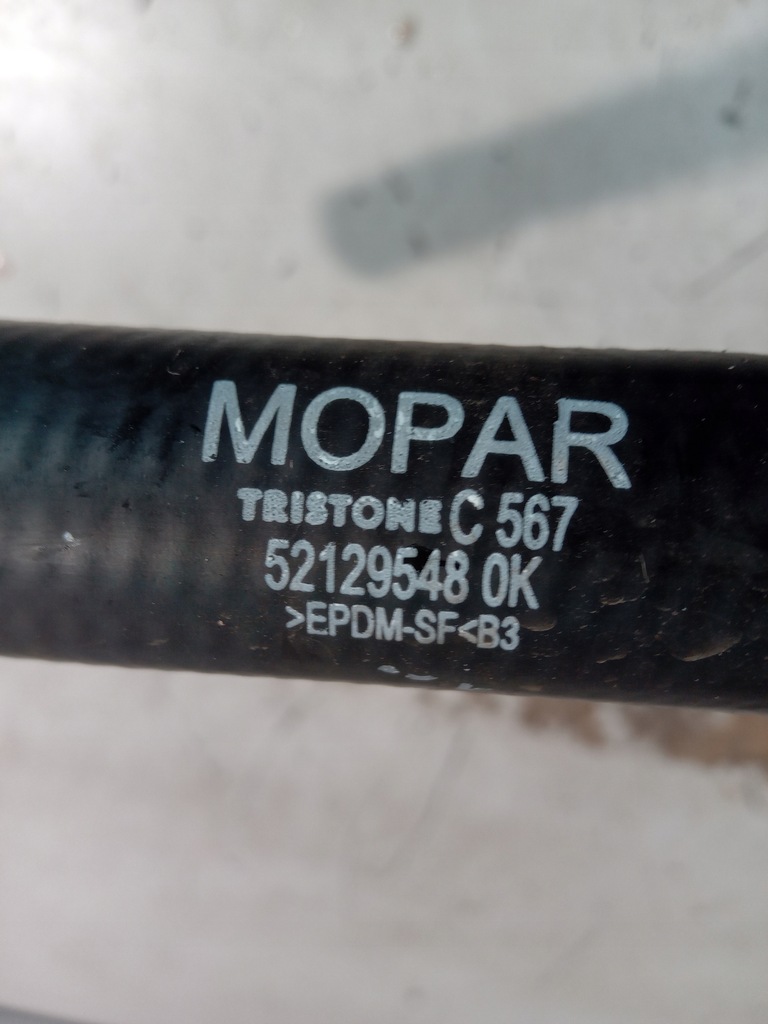 MOPAR
TRISTONE C 567
52129548 0K
>EPDM-SF<B3